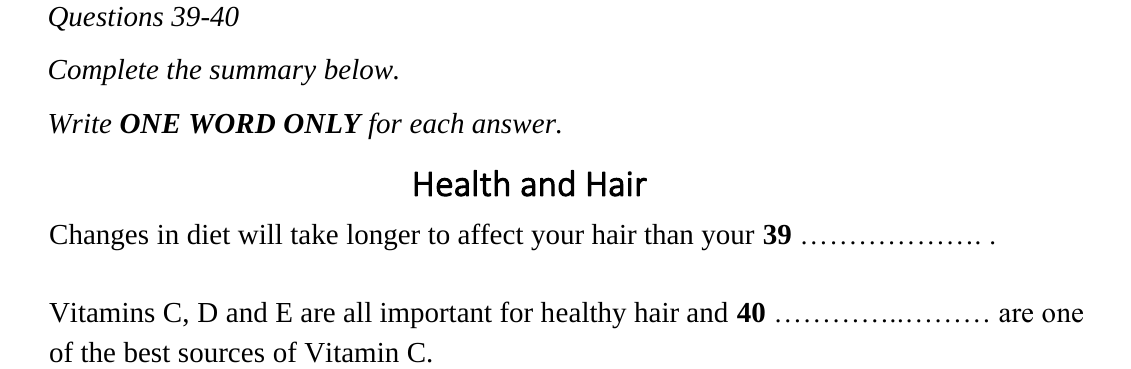 Questions 39-40
Complete the summary below.
Write ONE WORD ONLY for each answer.
Health and Hair
Changes in diet will take longer to affect your hair than your 39 ………………. .
Vitamins C, D and E are all important for healthy hair and 40 …………..……… are one
of the best sources of Vitamin C.